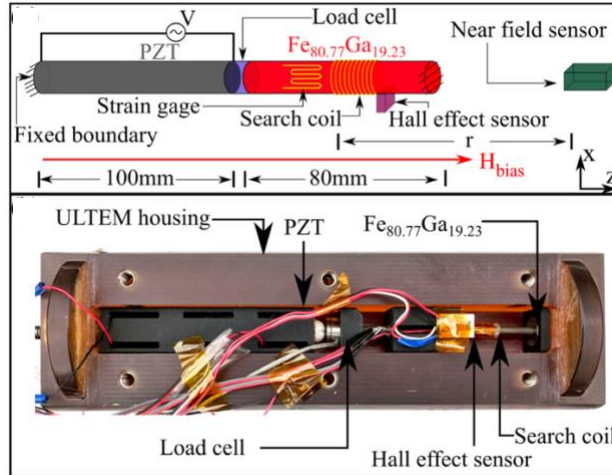 V
PZT
Load cell
Fe80.77Ga19.23
Near field sensor
Strain gage
Search coil
Hall effect sensor
Fixed boundary
r
Hbias
x
z
100mm
80mm
ULTEM housing
PZT
Fe80.77Ga19.23
Load cell
Hall effect sensor
Search coil